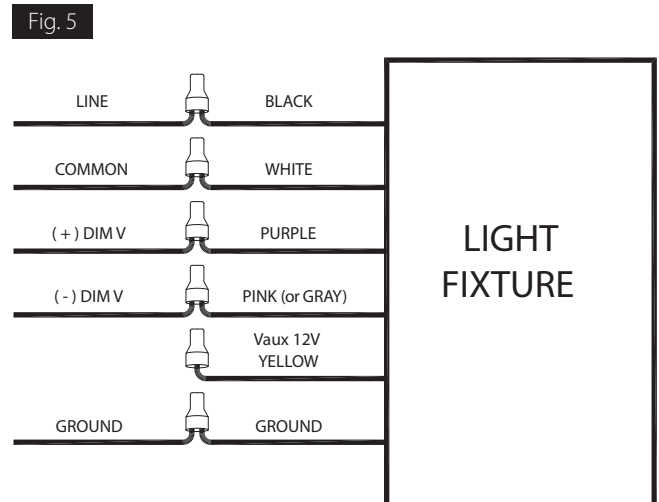 Fig. 5
LINE BLACK
COMMON WHITE
( + ) DIM V PURPLE
( - ) DIM V PINK (or GRAY)
Vaux 12V
YELLOW
GROUND GROUND
LIGHT
FIXTURE